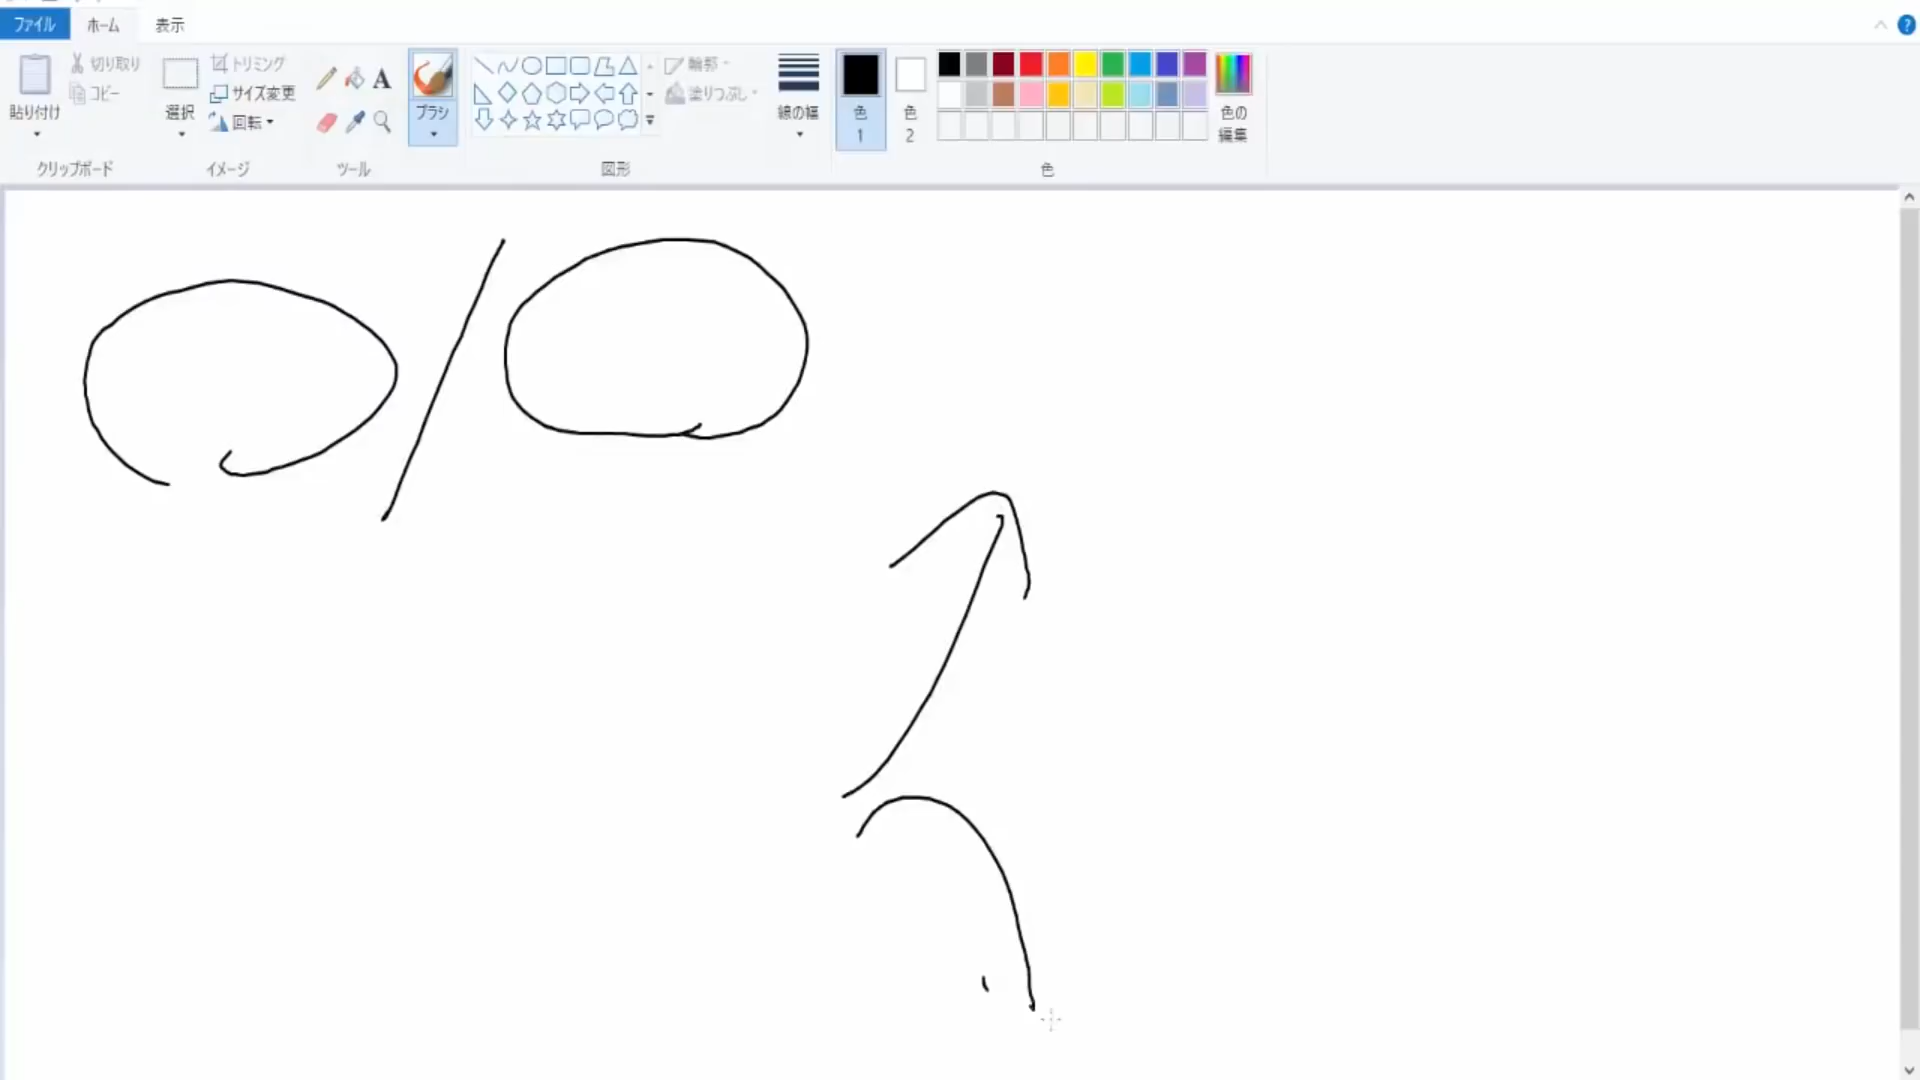 ファイル ホーム 表示
貼り付け 切り取り コピー 選択 トリミング サイズ変更 回転 A ブラシ 輪郭 塗りつぶし 線の幅 色 1 色 2 色の 編集
クリップボード イメージ ツール 図形 色